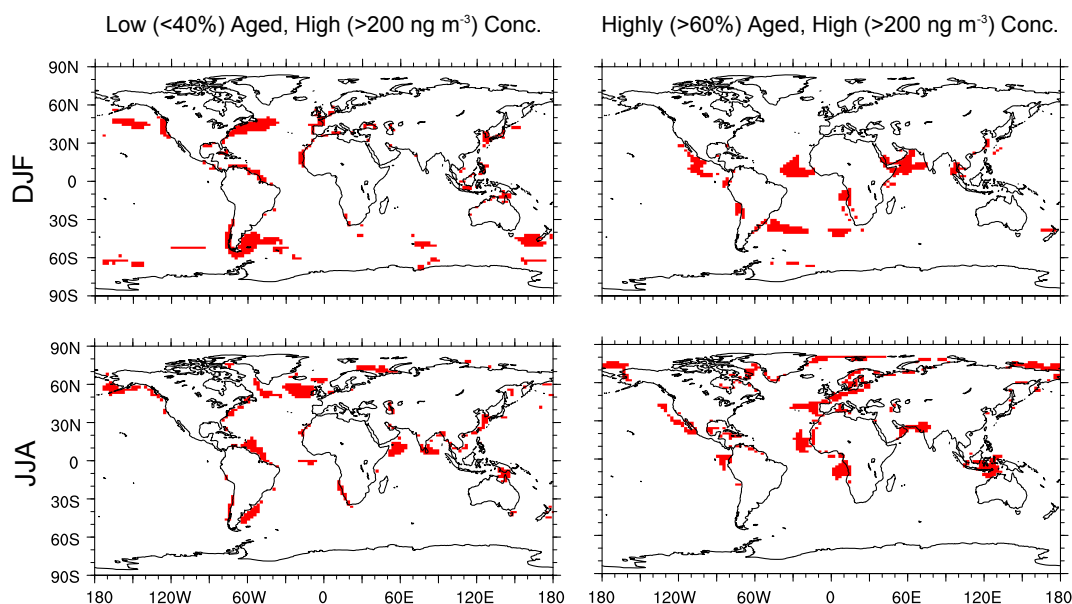 Low (<40%) Aged, High (>200 ng m⁻³) Conc.
Highly (>60%) Aged, High (>200 ng m⁻³) Conc.
DJF
90N
60N
30N
0
30S
60S
90S
JJA
90N
60N
30N
0
30S
60S
90S
180 120W 60W 0 60E 120E 180
180 120W 60W 0 60E 120E 180